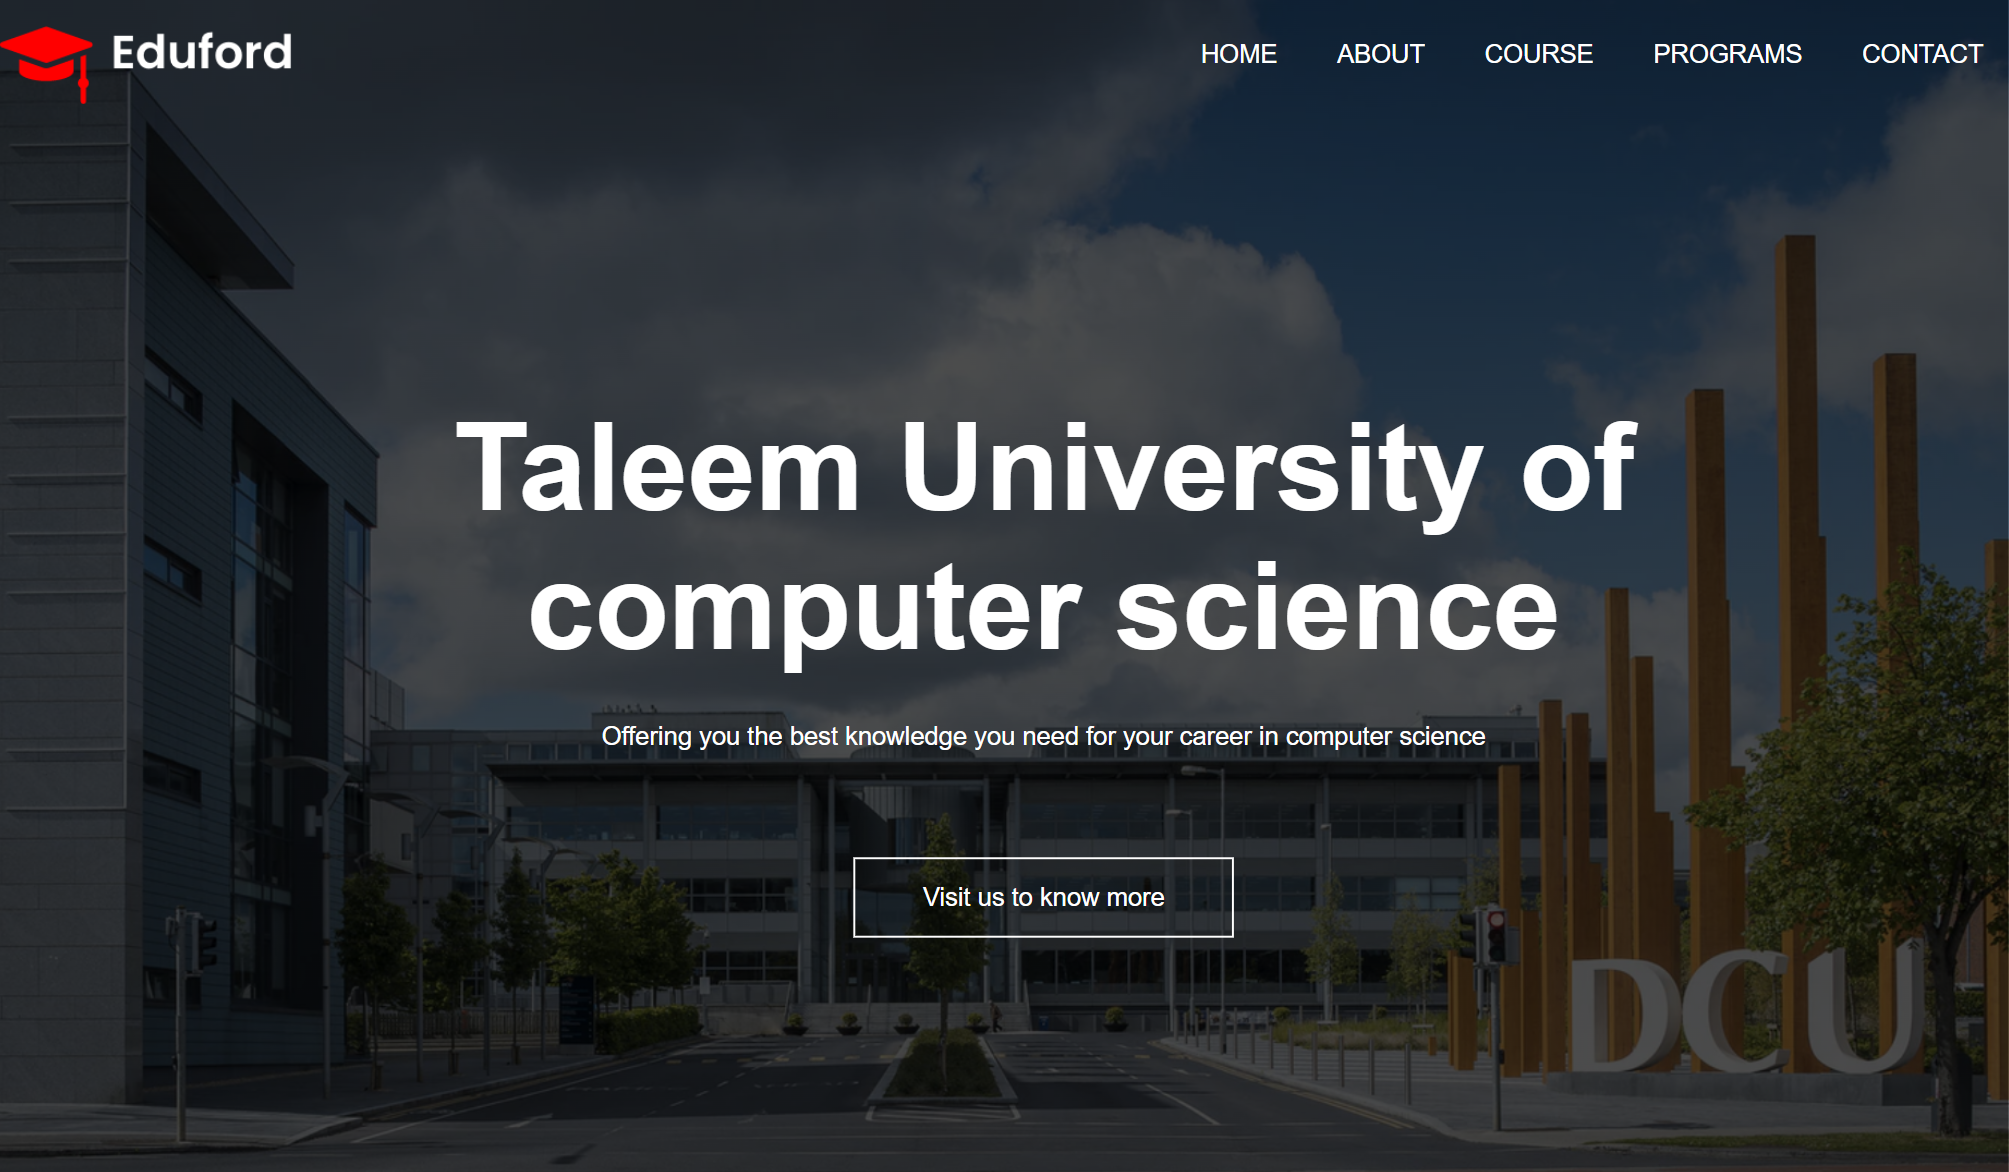 Eduford
HOME ABOUT COURSE PROGRAMS CONTACT
Taleem University of
computer science
Offering you the best knowledge you need for your career in computer science
Visit us to know more
DCU